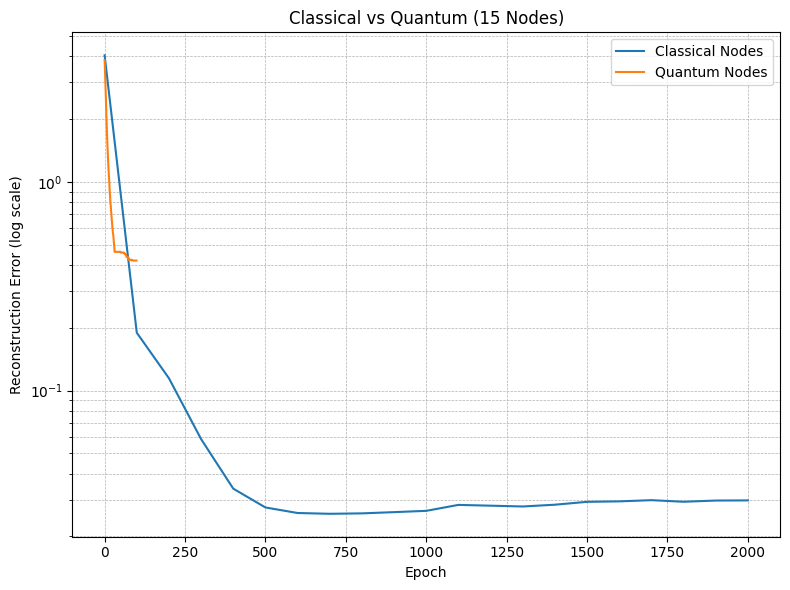 Classical vs Quantum (15 Nodes)
Classical Nodes
Quantum Nodes
Reconstruction Error (log scale)
10⁰
10⁻¹
0 250 500 750 1000 1250 1500 1750 2000
Epoch